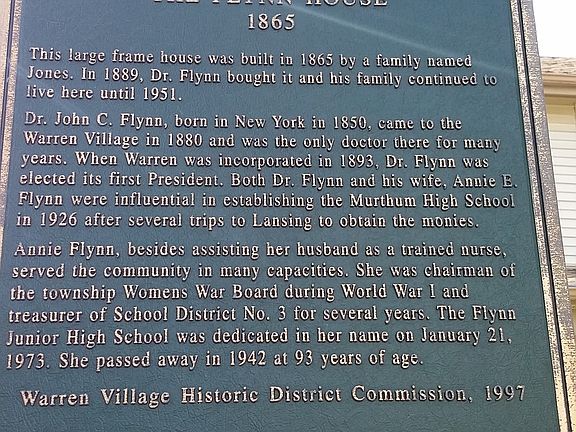 THE FLYNN HOUSE
1865
This large frame house was built in 1865 by a family named
Jones. In 1889, Dr. Flynn bought it and his family continued to
live here until 1951.
Dr. John C. Flynn, born in New York in 1850, came to the
Warren Village in 1880 and was the only doctor there for many
years. When Warren was incorporated in 1893, Dr. Flynn was
elected its first President. Both Dr. Flynn and his wife, Annie E.
Flynn were influential in establishing the Murthum High School
in 1926 after several trips to Lansing to obtain the monies.
Annie Flynn, besides assisting her husband as a trained nurse,
served the community in many capacities. She was chairman of
the township Womens War Board during World War I and
treasurer of School District No. 3 for several years. The Flynn
Junior High School was dedicated in her name on January 21,
1973. She passed away in 1942 at 93 years of age.
Warren Village Historic District Commission, 1997